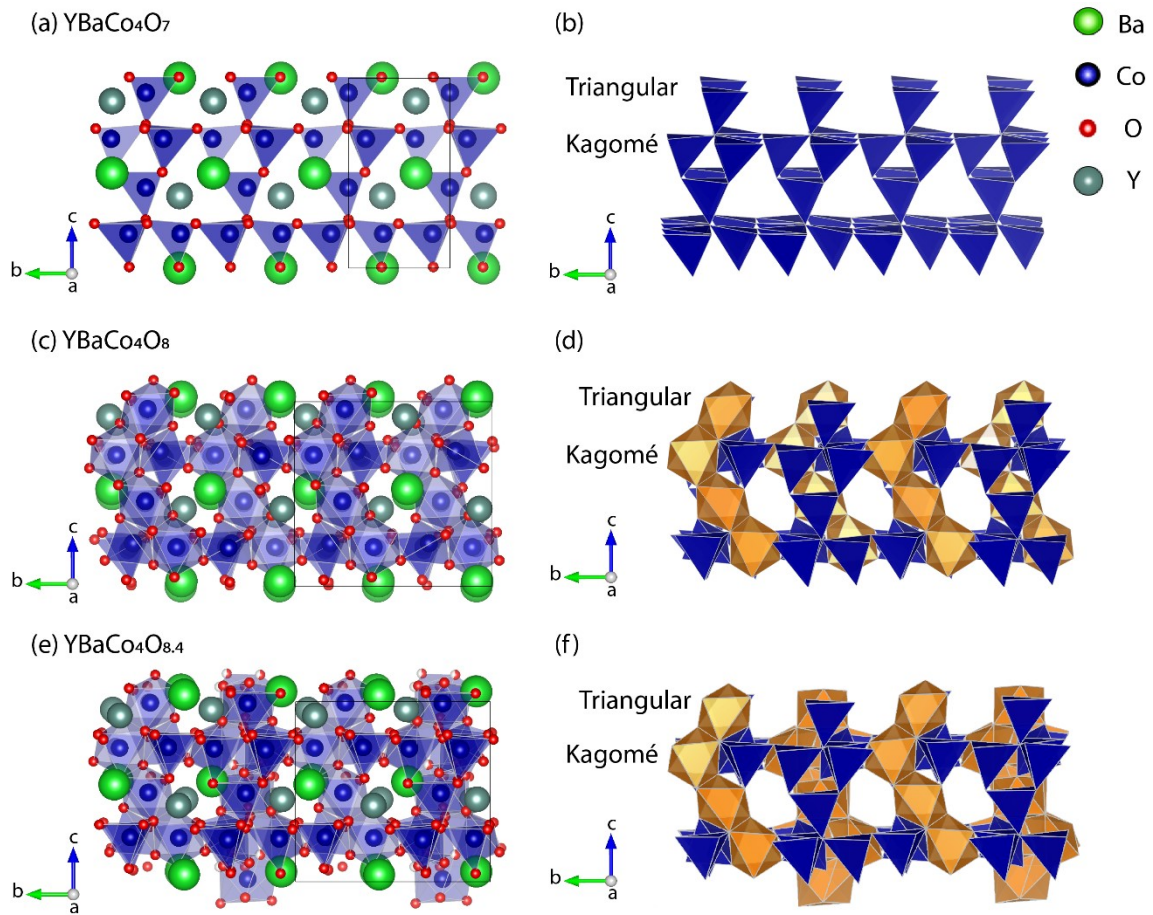 (a) YBaCo₄O₇
(b)
Ba
Co
O
Y
Triangular
Kagomé
c
b
a
c
b
a
(c) YBaCo₄O₈
(d)
Triangular
Kagomé
c
b
a
c
b
a
(e) YBaCo₄O₈.₄
(f)
Triangular
Kagomé
c
b
a
c
b
a